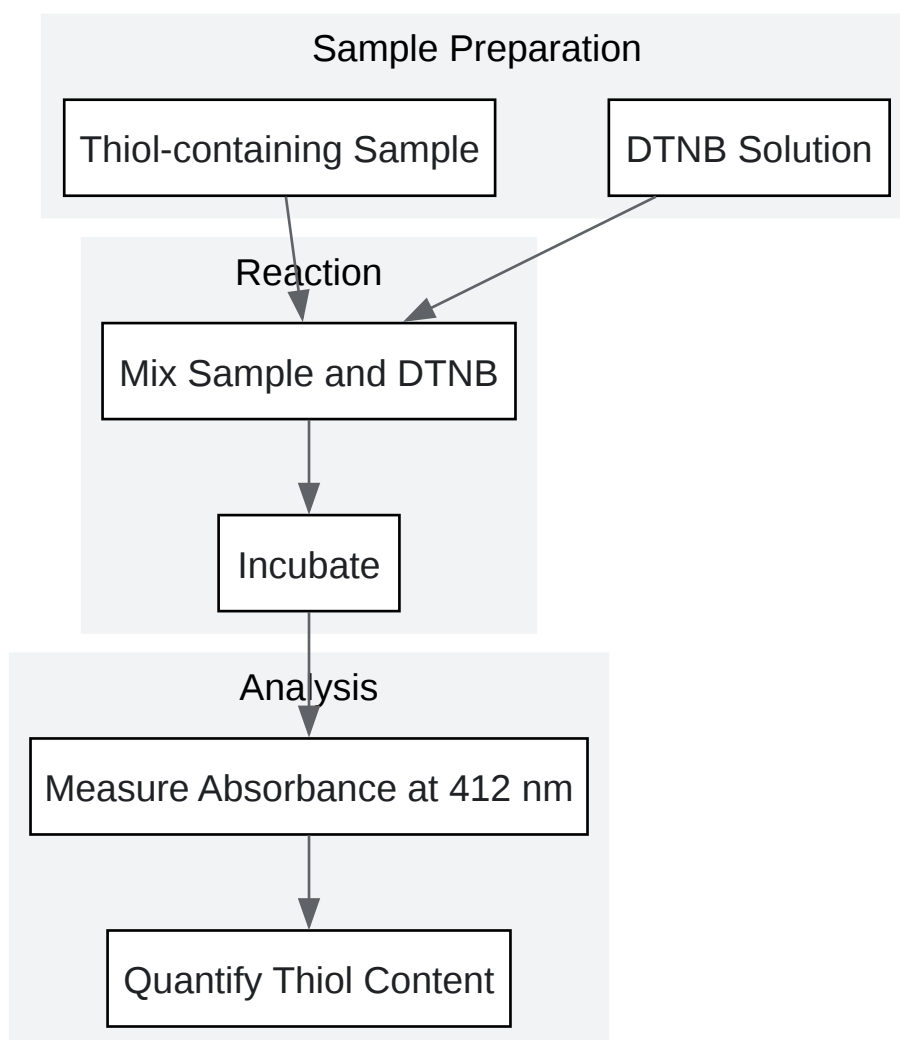 Sample Preparation
Thiol-containing Sample
DTNB Solution
Reaction
Mix Sample and DTNB
Incubate
Analysis
Measure Absorbance at 412 nm
Quantify Thiol Content